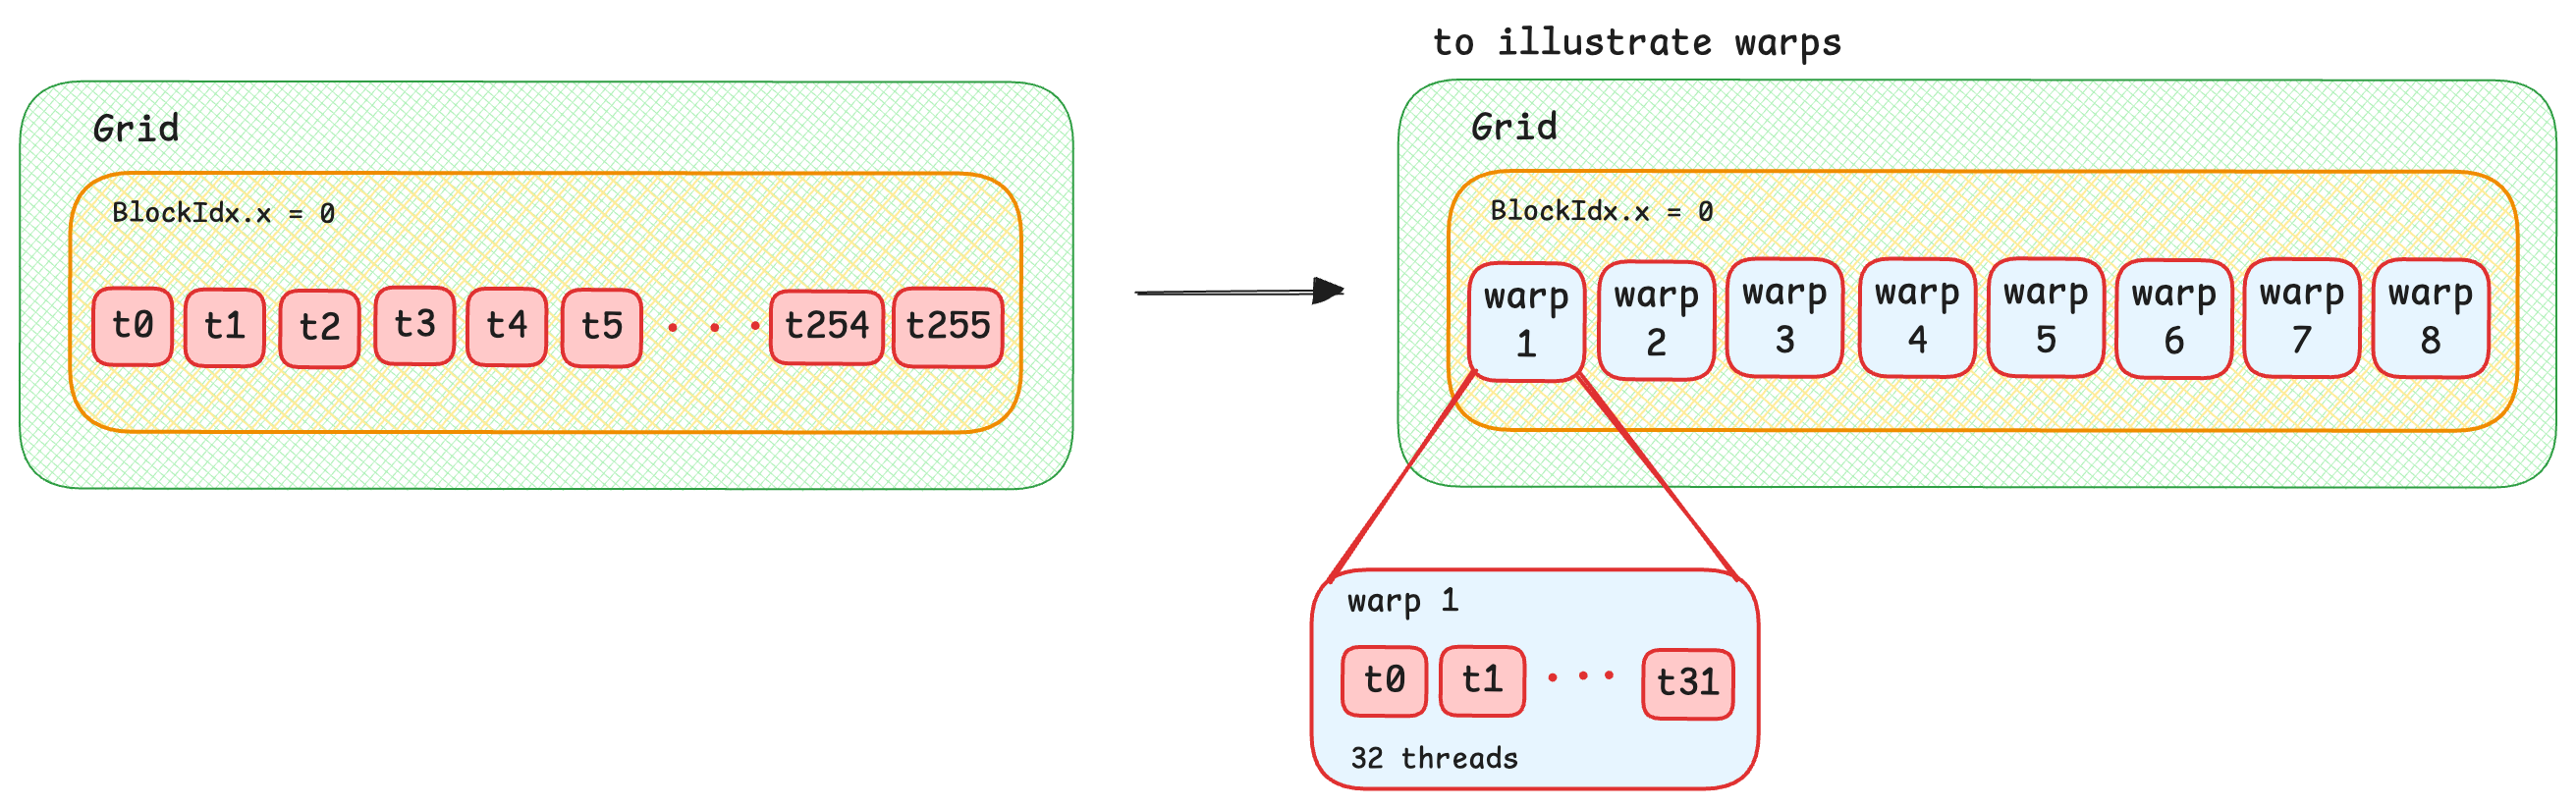 to illustrate warps
Grid
BlockIdx.x = 0
t0 t1 t2 t3 t4 t5 t254 t255
Grid
BlockIdx.x = 0
warp 1
warp 2
warp 3
warp 4
warp 5
warp 6
warp 7
warp 8
warp 1
t0 t1 t31
32 threads